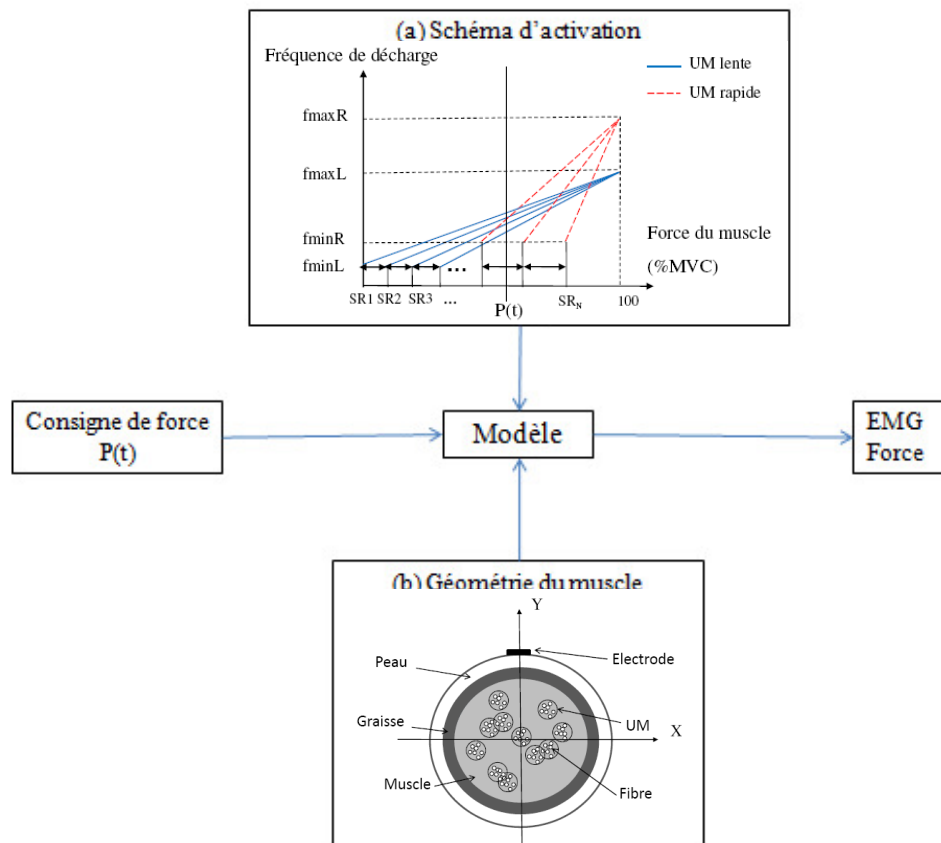 (a) Schéma d'activation
Fréquence de décharge
UM lente
UM rapide
fmaxR
fmaxL
fminR
fminL
...
Force du muscle
(%MVC)
SR1 SR2 SR3 ... P(t) SRN 100
Consigne de force
P(t)
Modèle
EMG
Force
(b) Géométrie du muscle
Y
Electrode
Peau
Graisse
UM
X
Muscle
Fibre